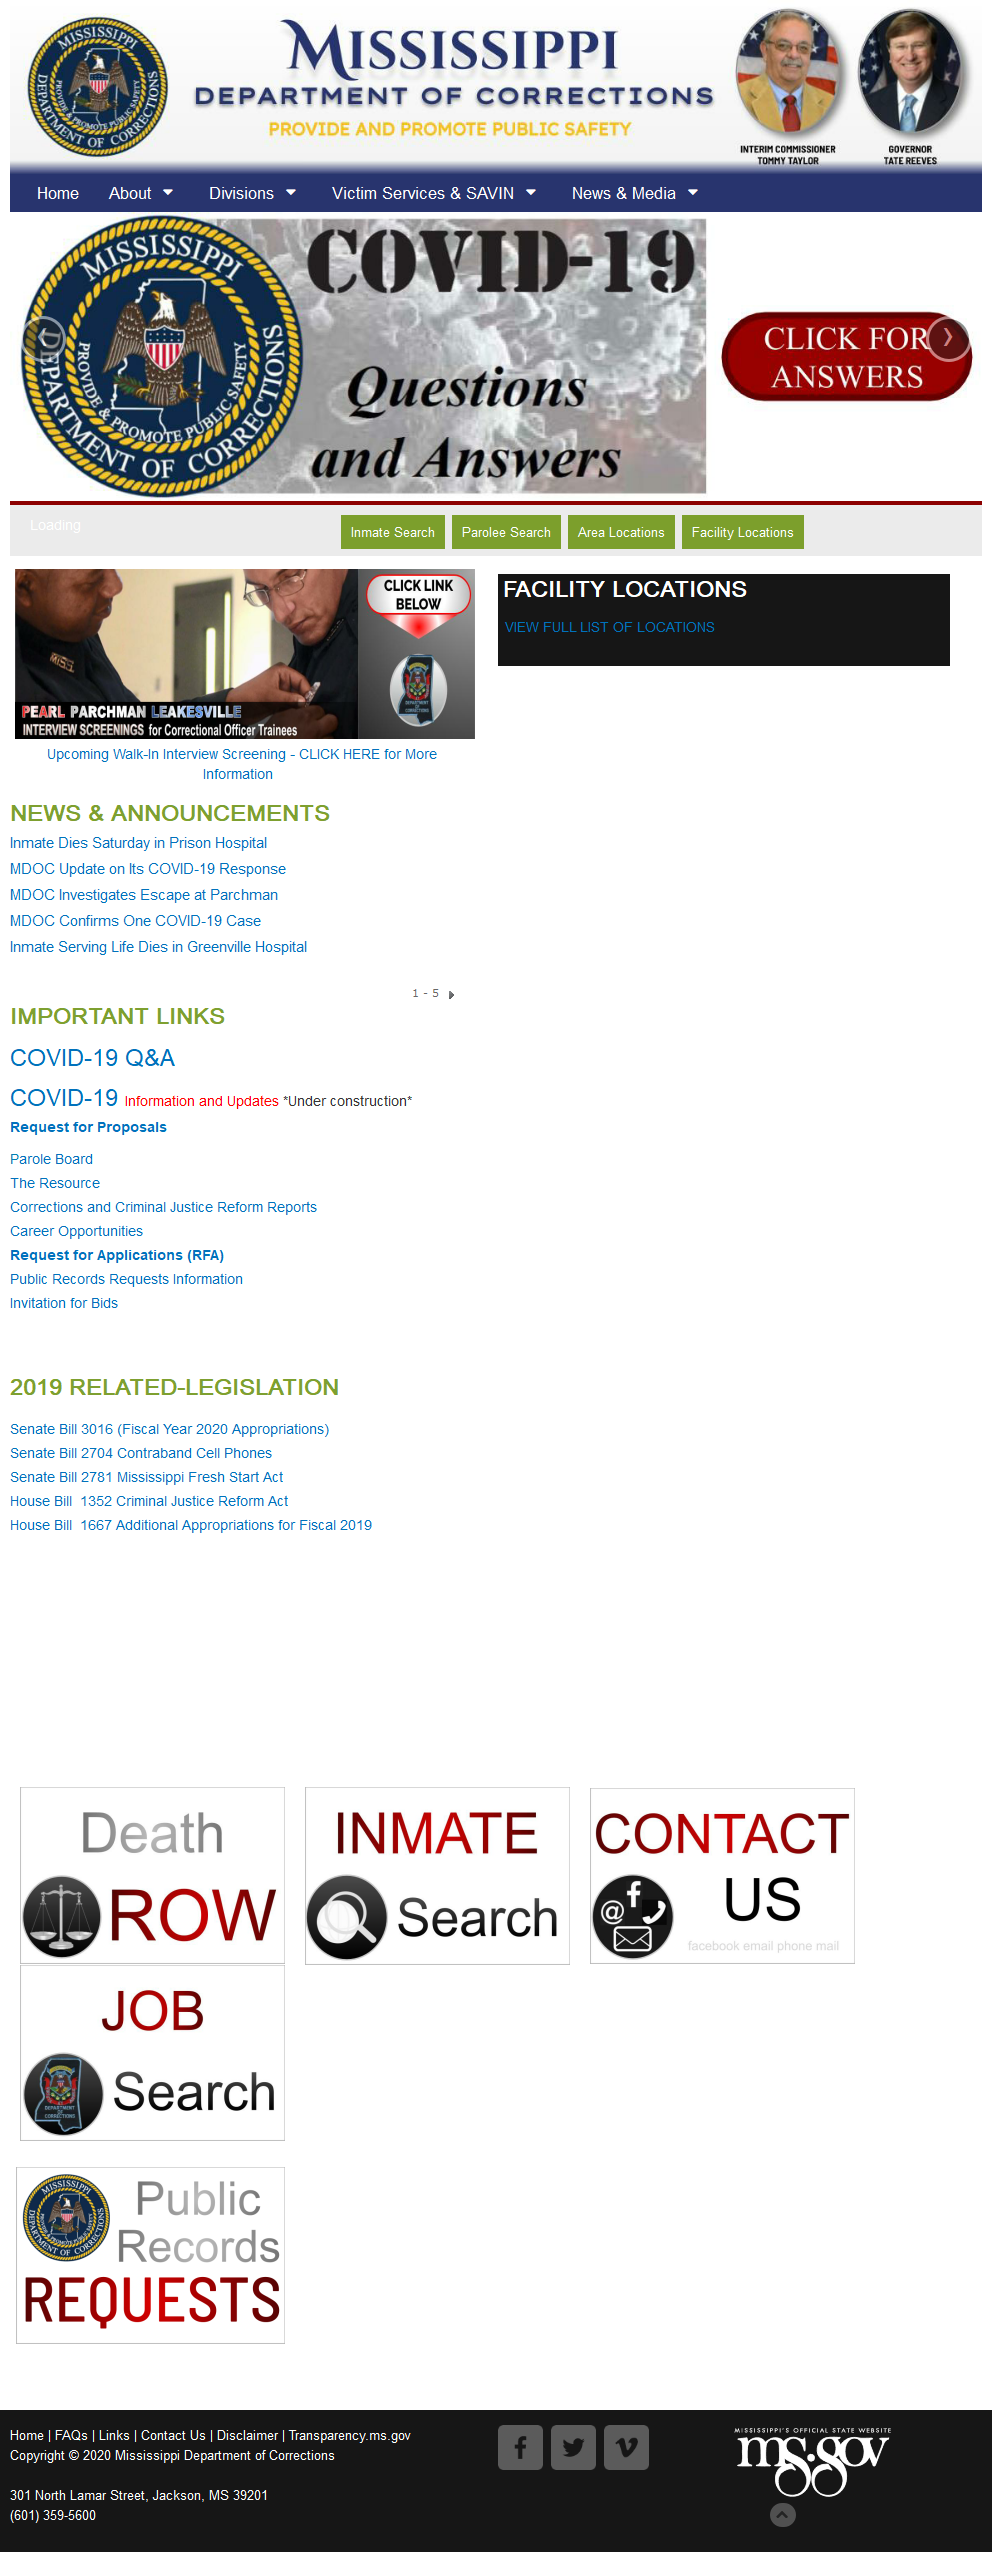 MISSISSIPPI
DEPARTMENT OF CORRECTIONS
PROVIDE & PROMOTE PUBLIC SAFETY
MISSISSIPPI
DEPARTMENT OF CORRECTIONS
PROVIDE AND PROMOTE PUBLIC SAFETY
INTERIM COMMISSIONER
TOMMY TAYLOR
GOVERNOR
TATE REEVES
Home About Divisions Victim Services & SAVIN News & Media
MISSISSIPPI
DEPARTMENT OF CORRECTIONS
PROVIDE & PROMOTE PUBLIC SAFETY
COVID-19
Questions
and Answers
CLICK FOR
ANSWERS
Loading
Inmate Search Parolee Search Area Locations Facility Locations
CLICK LINK
BELOW
PEARL PARCHMAN LEAKESVILLE
INTERVIEW SCREENINGS for Correctional Officer Trainees
Upcoming Walk-In Interview Screening - CLICK HERE for More
Information
FACILITY LOCATIONS
VIEW FULL LIST OF LOCATIONS
NEWS & ANNOUNCEMENTS
Inmate Dies Saturday in Prison Hospital
MDOC Update on Its COVID-19 Response
MDOC Investigates Escape at Parchman
MDOC Confirms One COVID-19 Case
Inmate Serving Life Dies in Greenville Hospital
1 - 5
IMPORTANT LINKS
COVID-19 Q&A
COVID-19 Information and Updates *Under construction*
Request for Proposals
Parole Board
The Resource
Corrections and Criminal Justice Reform Reports
Career Opportunities
Request for Applications (RFA)
Public Records Requests Information
Invitation for Bids
2019 RELATED-LEGISLATION
Senate Bill 3016 (Fiscal Year 2020 Appropriations)
Senate Bill 2704 Contraband Cell Phones
Senate Bill 2781 Mississippi Fresh Start Act
House Bill  1352 Criminal Justice Reform Act
House Bill  1667 Additional Appropriations for Fiscal 2019
Death
ROW
INMATE
Search
CONTACT
US
facebook email phone mail
JOB
Search
DEPARTMENT
OF
CORRECTIONS
MISSISSIPPI
DEPARTMENT OF CORRECTIONS
Public
Records
REQUESTS
Home | FAQs | Links | Contact Us | Disclaimer | Transparency.ms.gov
Copyright © 2020 Mississippi Department of Corrections
301 North Lamar Street, Jackson, MS 39201
(601) 359-5600
MISSISSIPPI'S OFFICIAL STATE WEBSITE
ms.gov